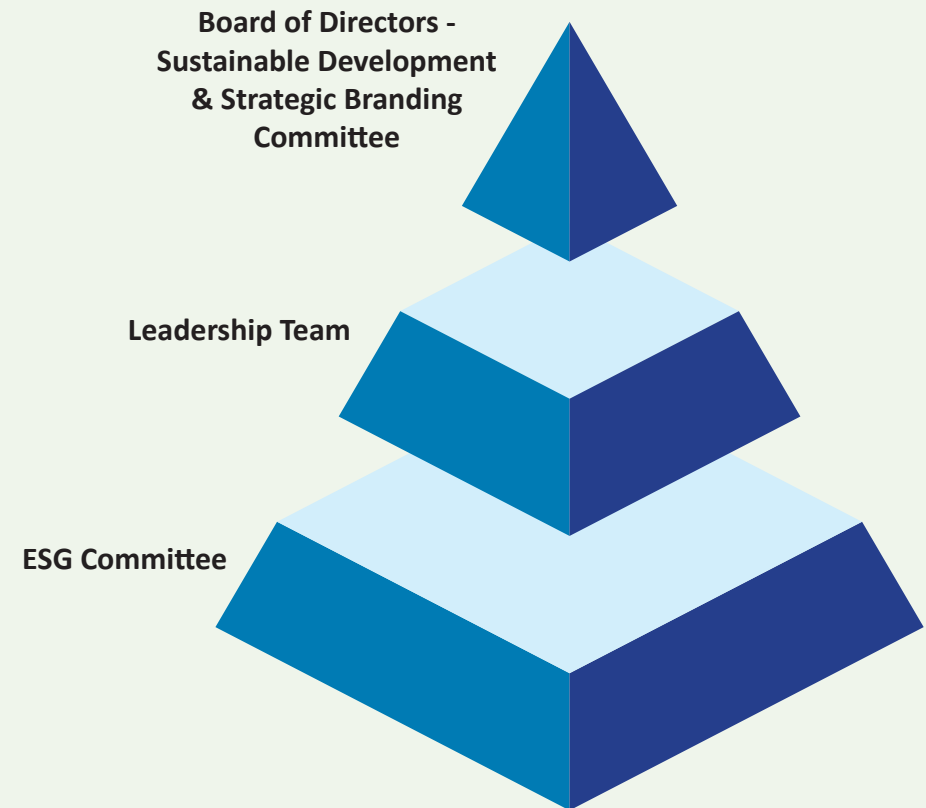 Board of Directors -
Sustainable Development
& Strategic Branding
Committee
Leadership Team
ESG Committee